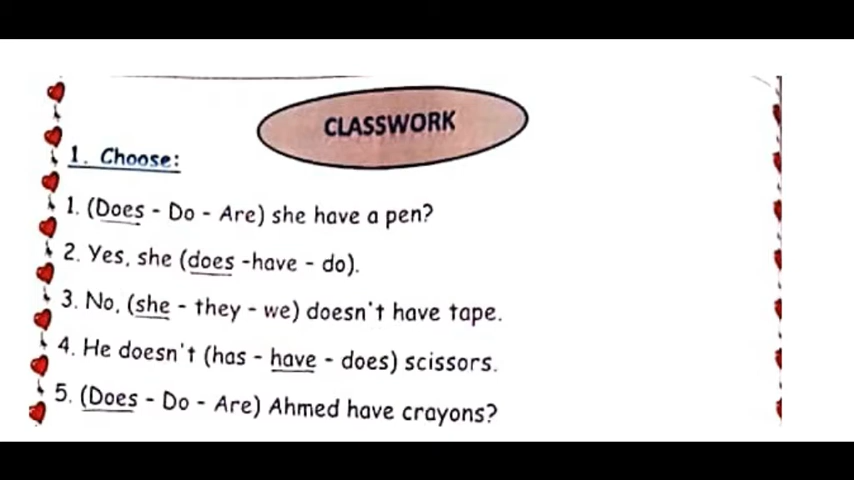 CLASSWORK
1. Choose:
1. (Does - Do - Are) she have a pen?
2. Yes, she (does -have - do).
3. No, (she - they - we) doesn't have tape.
4. He doesn't (has - have - does) scissors.
5. (Does - Do - Are) Ahmed have crayons?